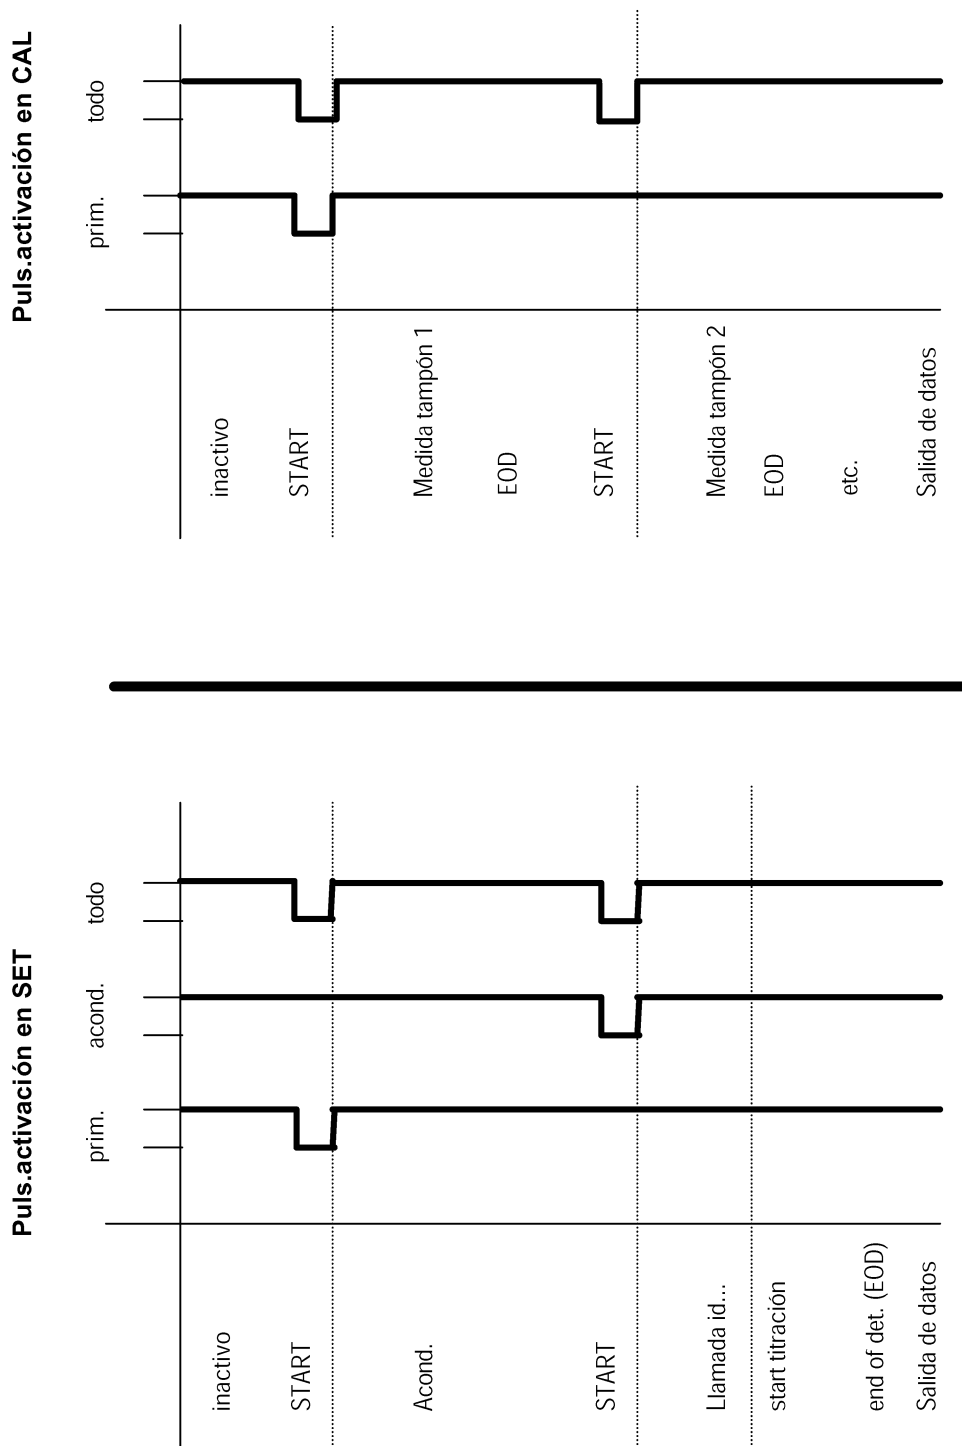 Puls.activación en CAL
todo
prim.
inactivo
START
Medida tampón 1
EOD
START
Medida tampón 2
EOD
etc.
Salida de datos
Puls.activación en SET
todo
acond.
prim.
inactivo
START
Acond.
START
Llamada id...
start titración
end of det. (EOD)
Salida de datos